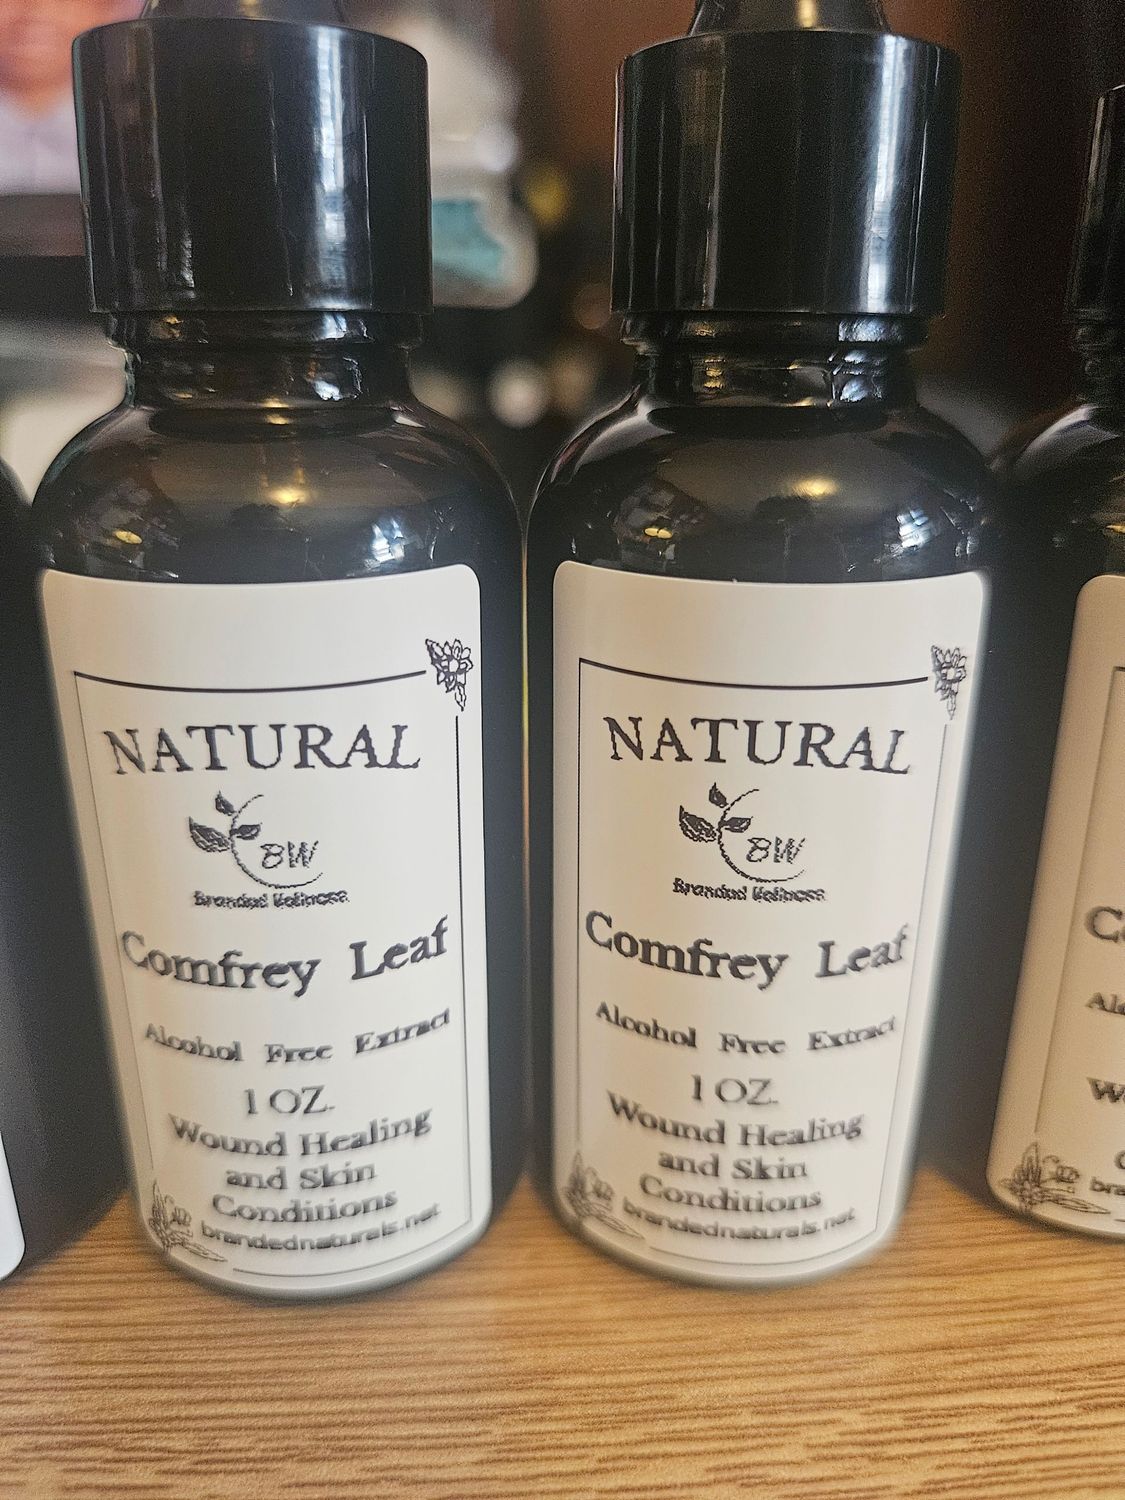 NATURAL
BW
Branded Wellness
Comfrey Leaf
Alcohol Free Extract
1 OZ.
Wound Healing
and Skin
Conditions
brandednaturals.net
NATURAL
BW
Branded Wellness
Comfrey Leaf
Alcohol Free Extract
1 OZ.
Wound Healing
and Skin
Conditions
brandednaturals.net